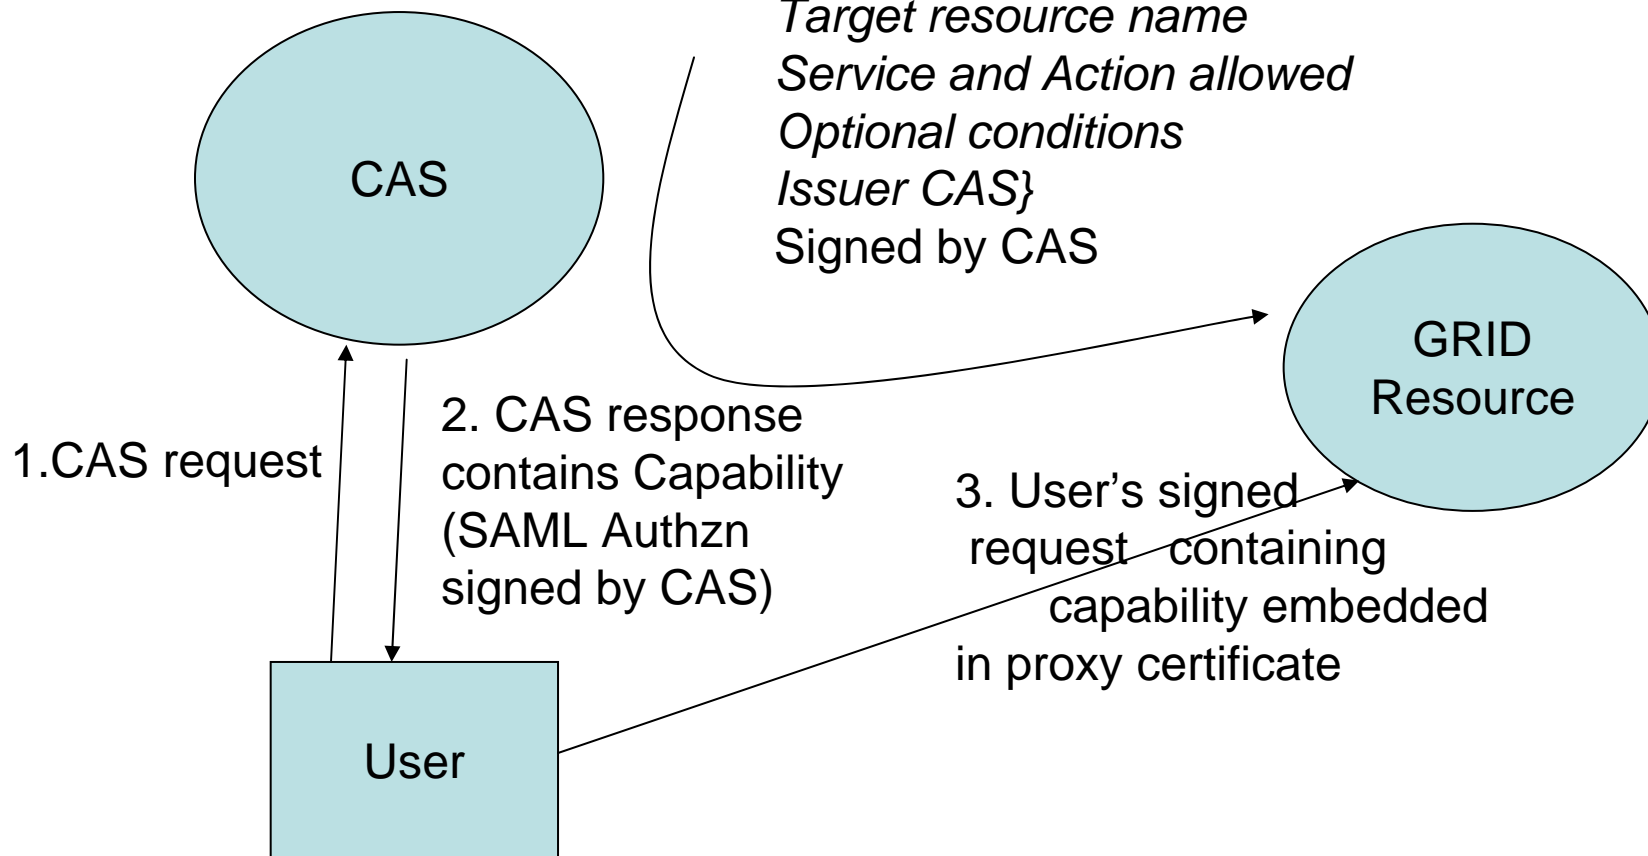 Target resource name
Service and Action allowed
Optional conditions
Issuer CAS}
Signed by CAS
CAS
GRID
Resource
1.CAS request
2. CAS response
contains Capability
(SAML Authzn
signed by CAS)
3. User's signed
request containing
capability embedded
in proxy certificate
User